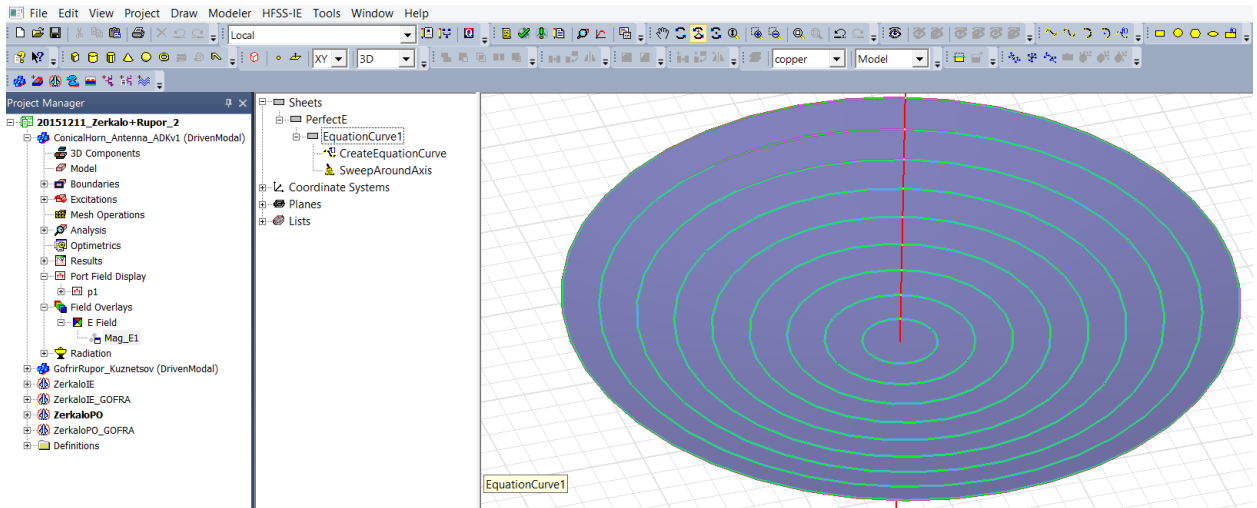 File Edit View Project Draw Modeler HFSS-IE Tools Window Help
Local
XY 3D copper Model
Project Manager
20151211_Zerkalo+Rupor_2
ConicalHorn_Antenna_ADKv1 (DrivenModal)
3D Components
Model
Boundaries
Excitations
Mesh Operations
Analysis
Optimetrics
Results
Port Field Display
p1
Field Overlays
E Field
Mag_E1
Radiation
GofrirRupor_Kuznetsov (DrivenModal)
ZerkaloIE
ZerkaloIE_GOFRA
ZerkaloPO
ZerkaloPO_GOFRA
Definitions
Sheets
PerfectE
EquationCurve1
CreateEquationCurve
SweepAroundAxis
Coordinate Systems
Planes
Lists
EquationCurve1